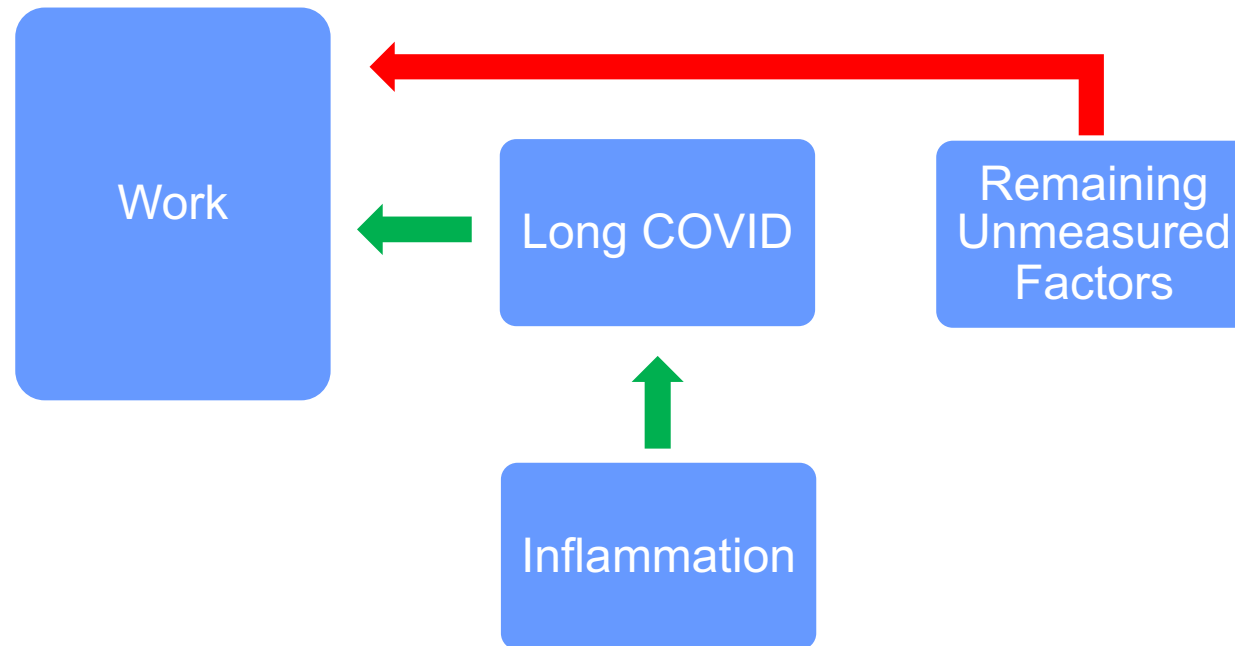 Work
Long COVID
Remaining
Unmeasured
Factors
Inflammation